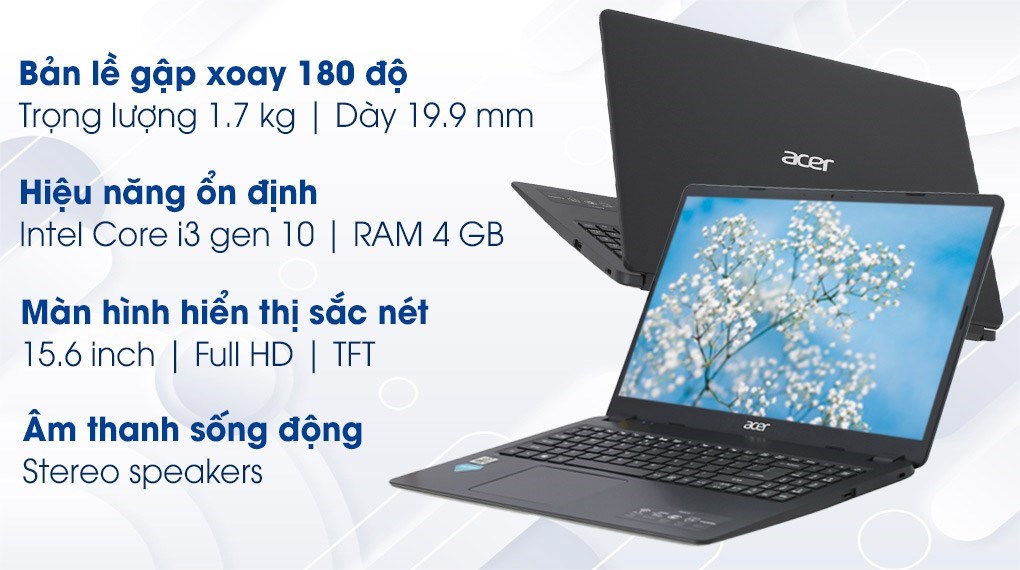 Bản lề gập xoay 180 độ
Trọng lượng 1.7 kg | Dày 19.9 mm
Hiệu năng ổn định
Intel Core i3 gen 10 | RAM 4 GB
Màn hình hiển thị sắc nét
15.6 inch | Full HD | TFT
Âm thanh sống động
Stereo speakers
acer
acer